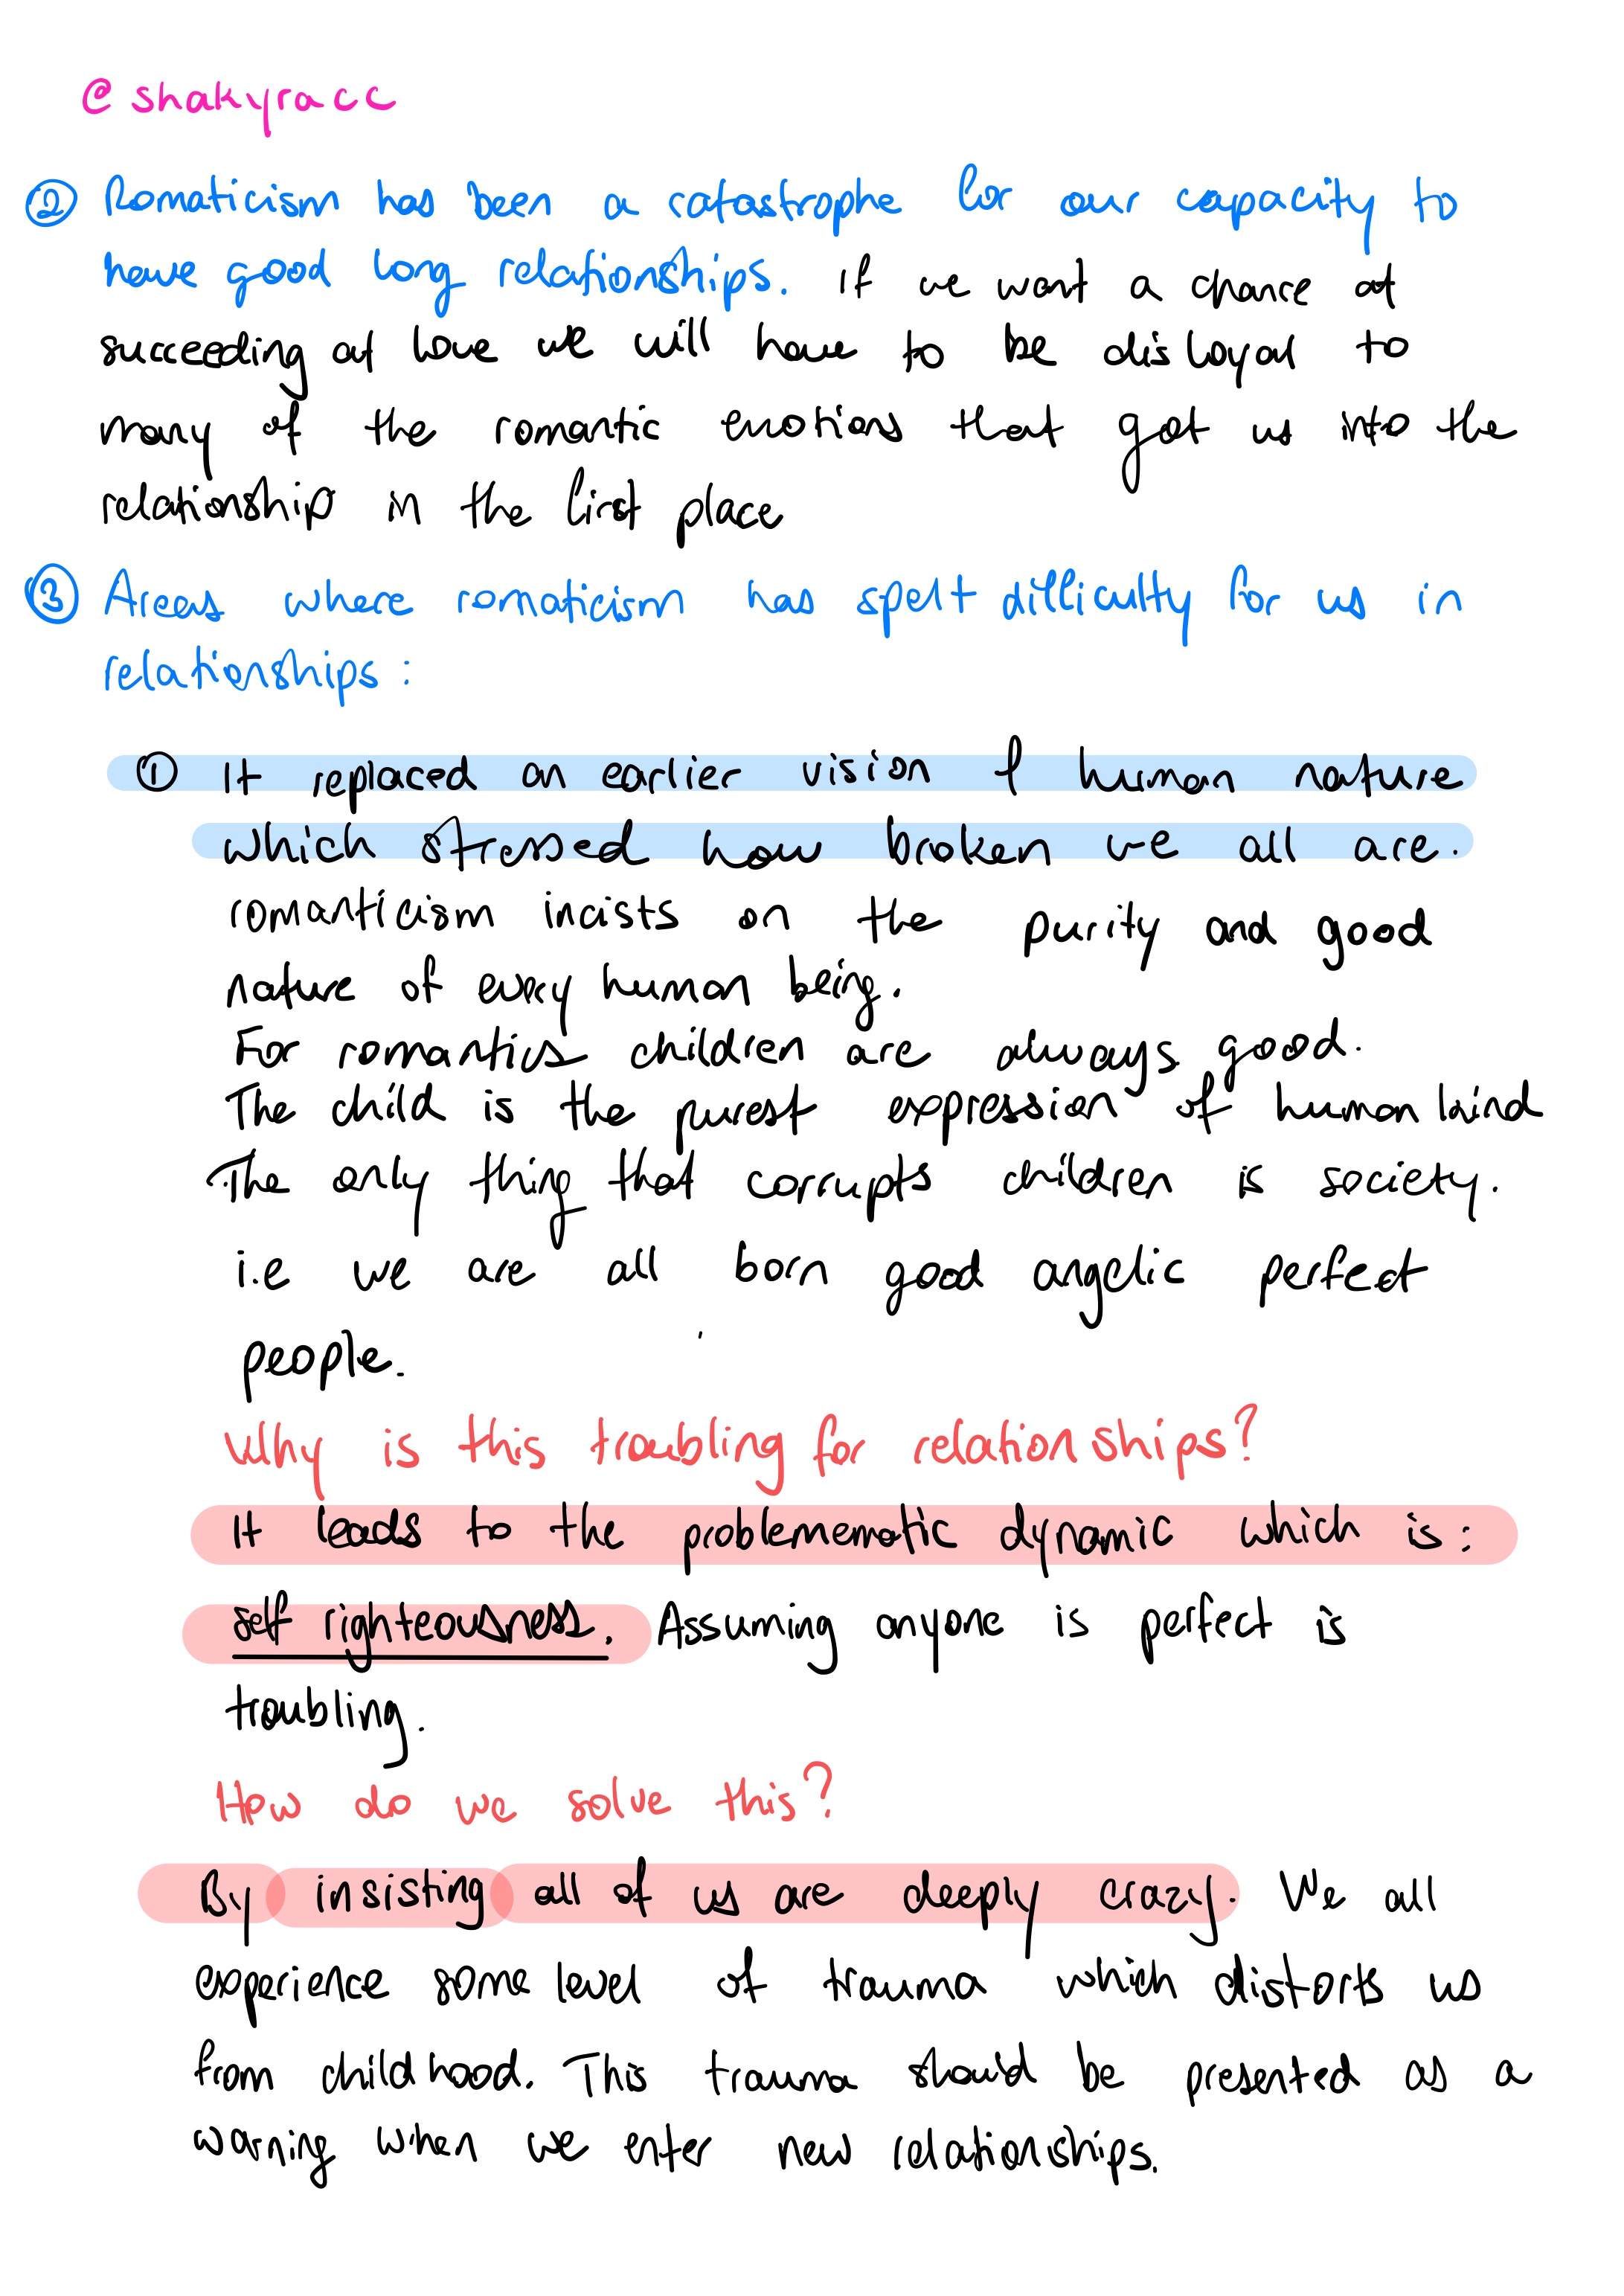 @shakyracc
② Romaticism has been a catastrophe for our capacity to
have good long relationships. If we want a chance at
succeeding at love we will have to be disloyal to
many of the romantic emotions that got us into the
relationship in the first place
③ Areas where romaticism has spelt difficulty for us in
relationships :
① It replaced an earlier vision of human nature
which stressed how broken we all are.
romanticism incists on the purity and good
nature of every human being.
For romantics children are always good.
The child is the purest expression of human kind
The only thing that corrupts children is society.
i.e we are all born good angelic perfect
people.
Why is this troubling for relationships?
It leads to the problemematic dynamic which is :
self righteousness. Assuming anyone is perfect is
troubling.
How do we solve this?
By insisting all of us are deeply crazy. We all
experience some level of trauma which distorts us
from childhood. This trauma should be presented as a
warning when we enter new relationships.